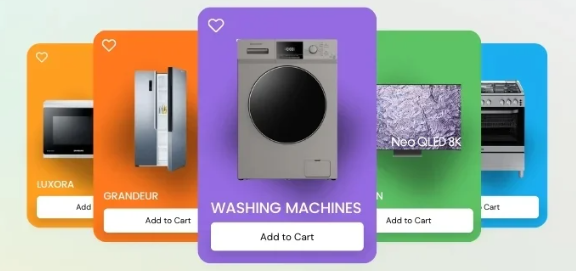 LUXORA
Add
GRANDEUR
Add to Cart
WASHING MACHINES
Add to Cart
Neo QLED 8K
N
Add to Cart
Cart